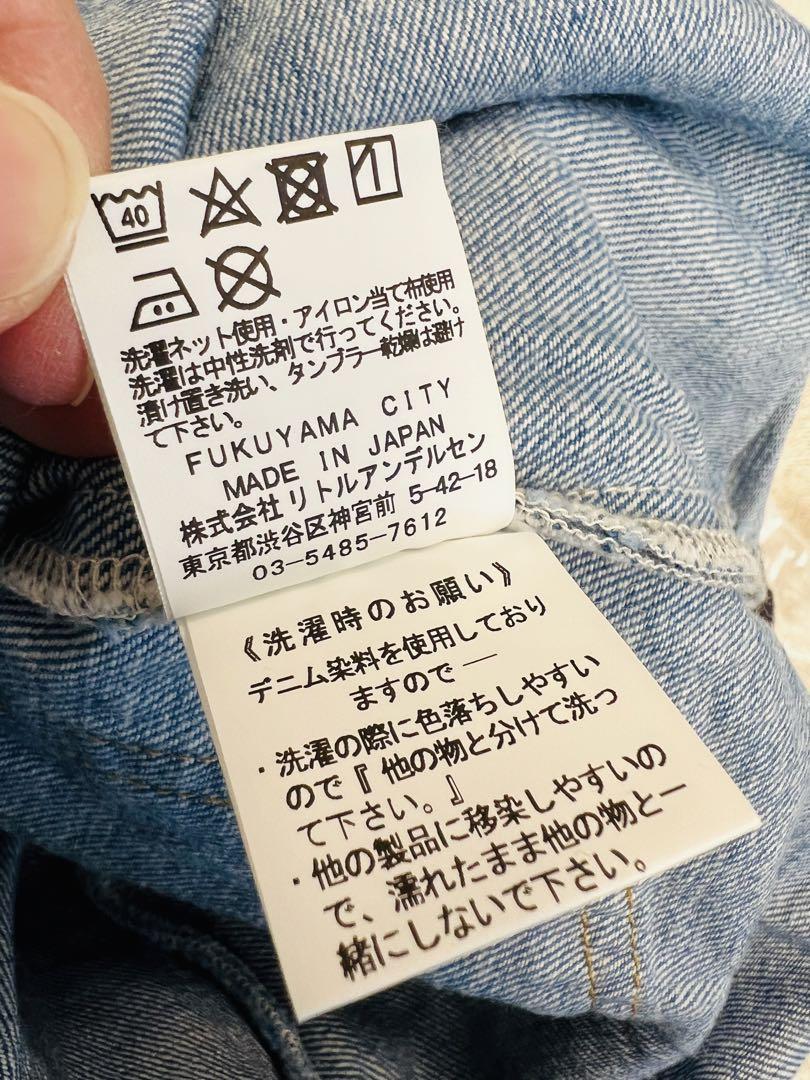 40
洗濯ネット使用・アイロン当て布使用
洗濯は中性洗剤で行ってください。
漬け置き洗い、タンブラー乾燥は避け
て下さい。
FUKUYAMA CITY
MADE IN JAPAN
株式会社 リトルアンデルセン
東京都渋谷区神宮前 5-42-18
03-5485-7612
《洗濯時のお願い》
デニム染料を使用しており
ますので―
・洗濯の際に色落ちしやすい
ので『他の物と分けて洗っ
て下さい。』
・他の製品に移染しやすいの
で、濡れたまま他の物と一
緒にしないで下さい。